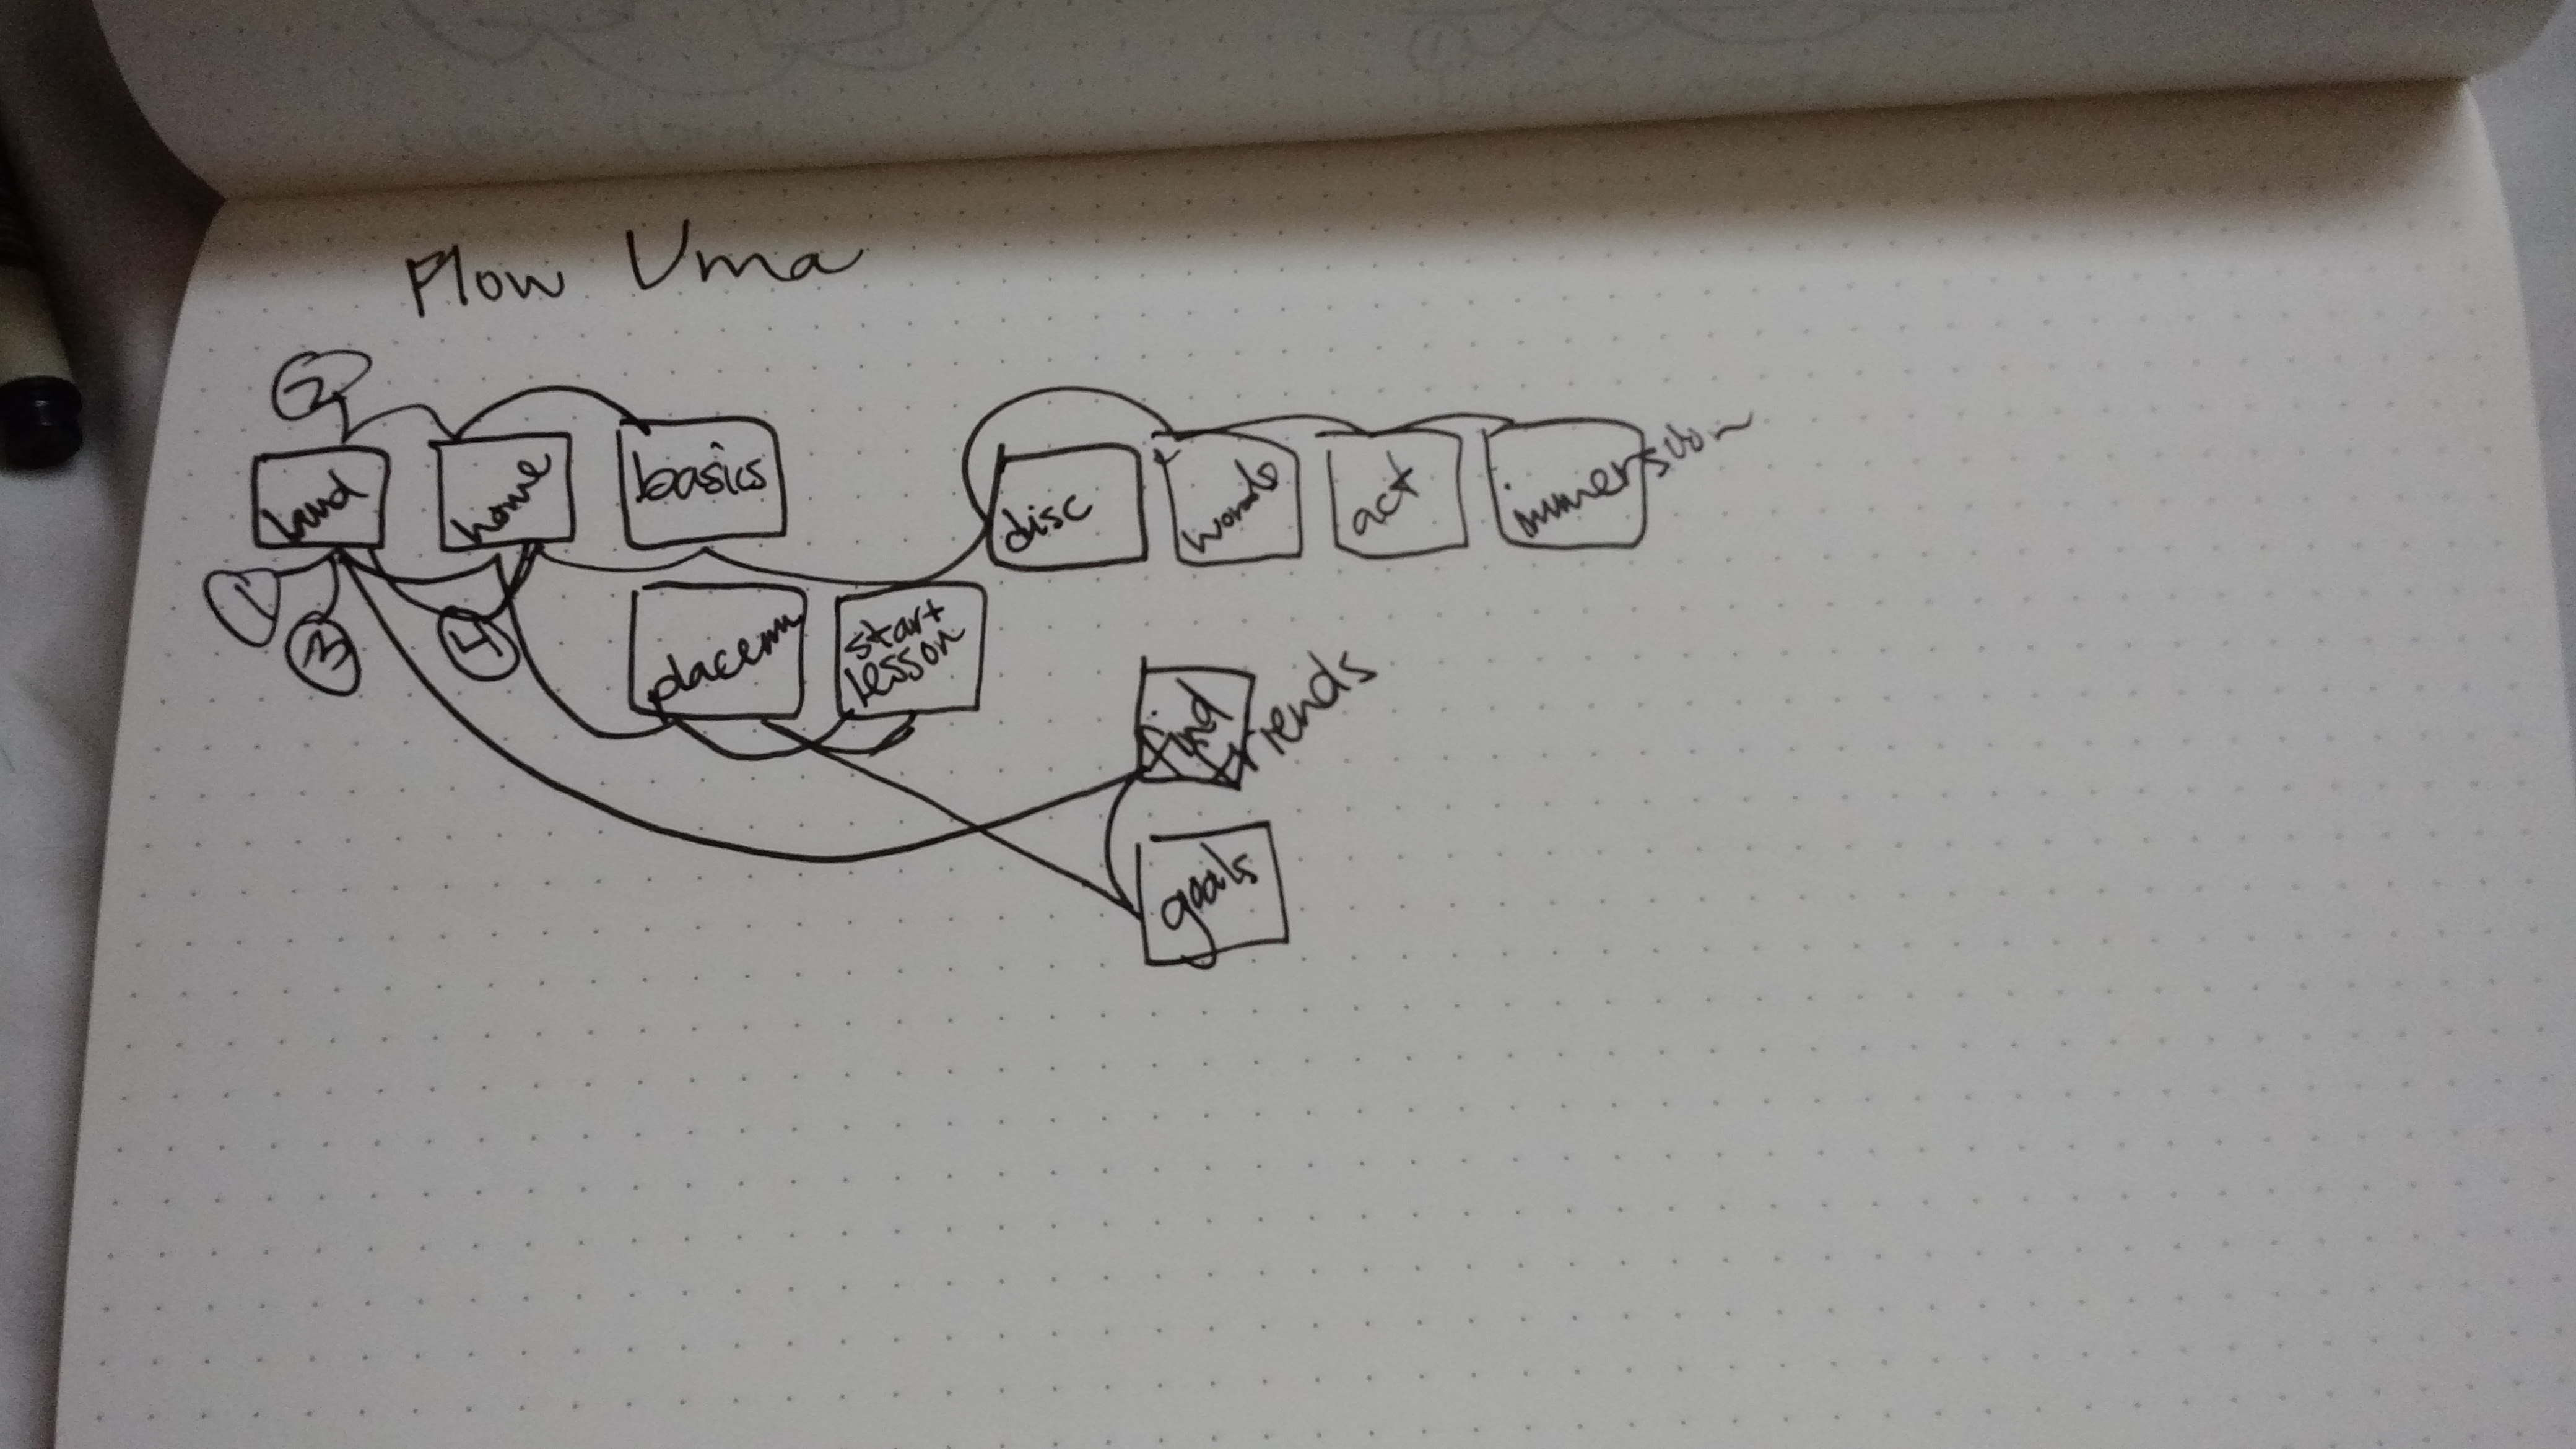 Flow Uma
2
land
home
basics
disc
words
act
immersion
1
3
4
placem
start
lesson
find
friends
goals